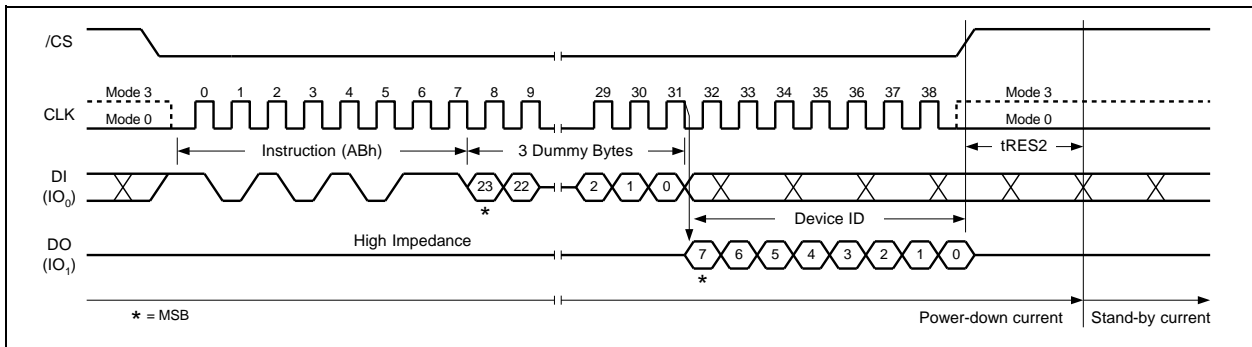 /CS
Mode 3 0 1 2 3 4 5 6 7 8 9 29 30 31 32 33 34 35 36 37 38 Mode 3
CLK
Mode 0 Mode 0
Instruction (ABh) 3 Dummy Bytes tRES2
DI
(IO0) 23 22 2 1 0
*
Device ID
High Impedance
DO
(IO1) 7 6 5 4 3 2 1 0
*
* = MSB
Power-down current Stand-by current